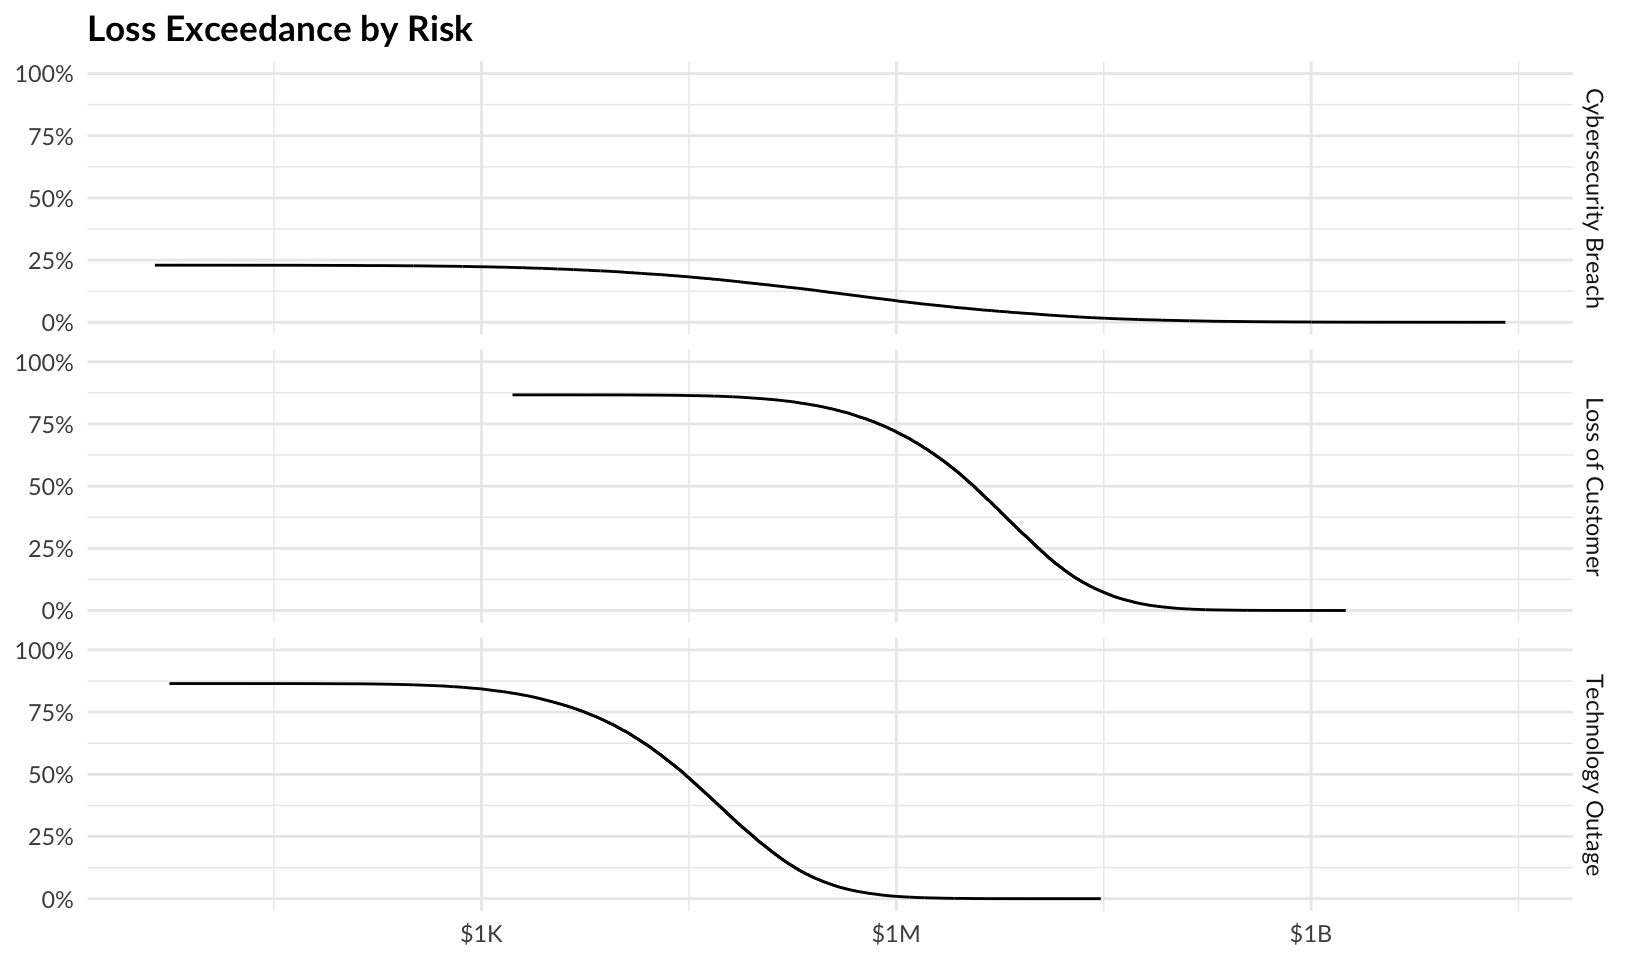 Loss Exceedance by Risk
100%
75%
50%
25%
0%
Cybersecurity Breach
100%
75%
50%
25%
0%
Loss of Customer
100%
75%
50%
25%
0%
Technology Outage
$1K
$1M
$1B